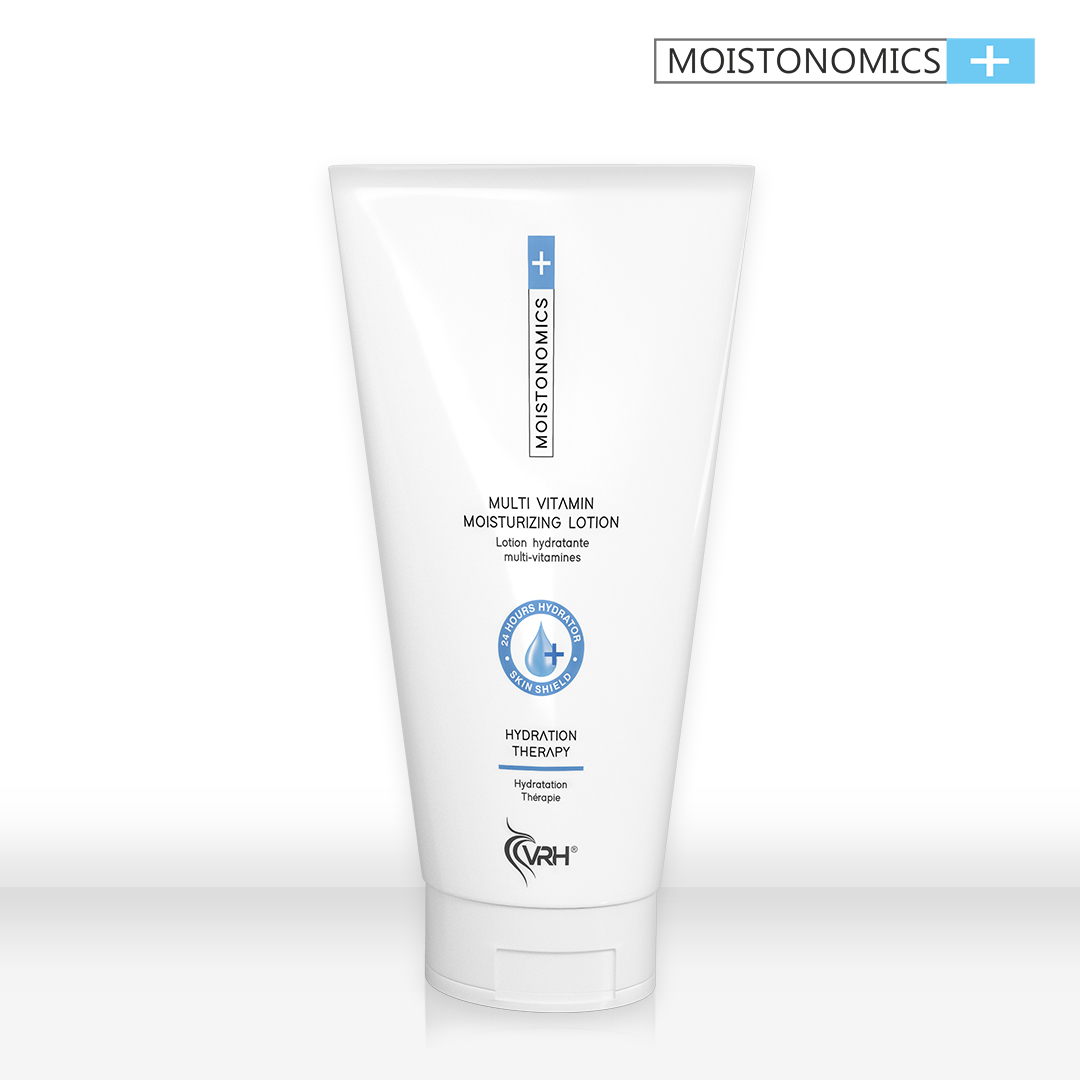 MOISTONOMICS +
MOISTONOMICS +
MULTI VITAMIN
MOISTURIZING LOTION
Lotion hydratante
multi-vitamines
24 HOURS HYDRATOR
SKIN SHIELD
HYDRATION
THERAPY
Hydratation
Thérapie
VRH®